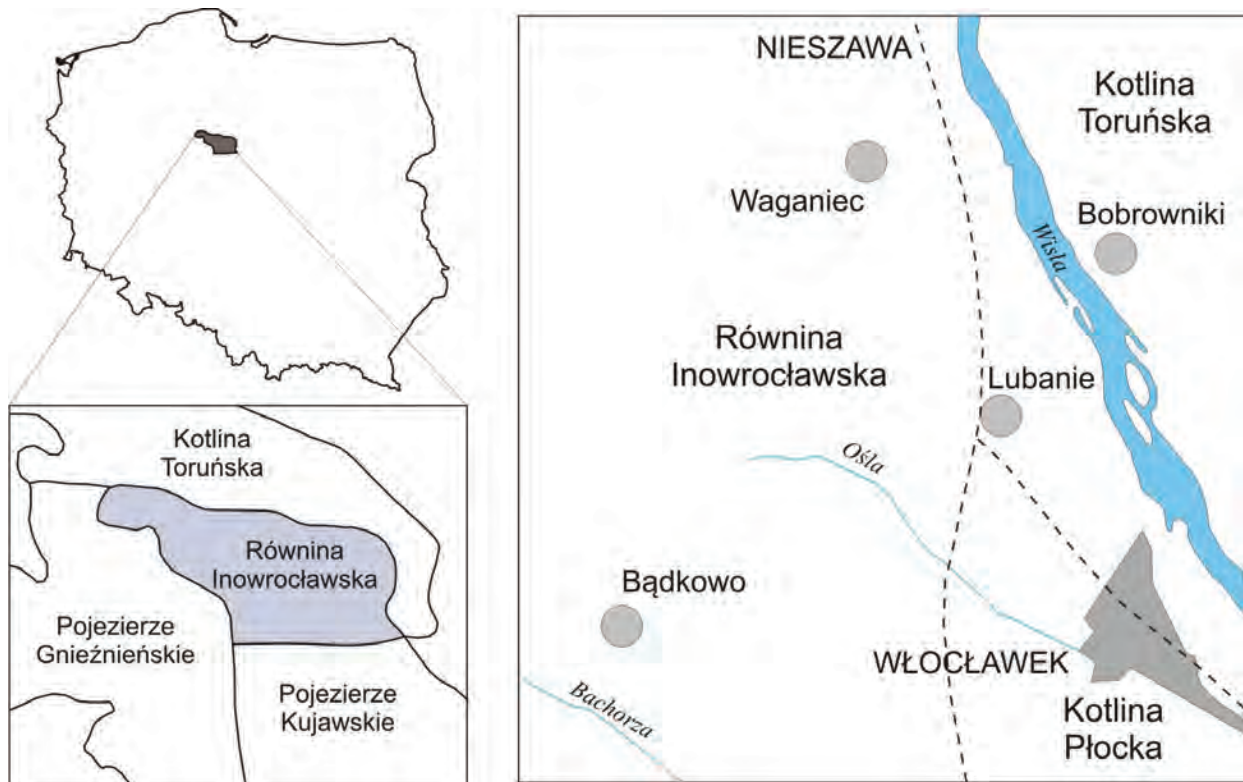 Kotlina
Toruńska
Równina
Inowrocławska
Pojezierze
Gnieźnieńskie
Pojezierze
Kujawskie
NIESZAWA
Kotlina
Toruńska
Waganiec
Bobrowniki
Wisła
Równina
Inowrocławska
Lubanie
Ośla
Bądkowo
WŁOCŁAWEK
Bachorza
Kotlina
Płocka